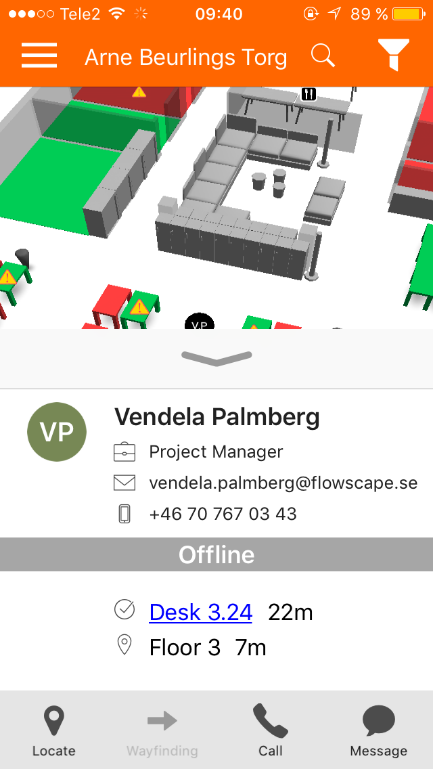 Tele2 09:40 89 %
Arne Beurlings Torg
VP
VP
Vendela Palmberg
Project Manager
vendela.palmberg@flowscape.se
+46 70 767 03 43
Offline
Desk 3.24 22m
Floor 3 7m
Locate Wayfinding Call Message